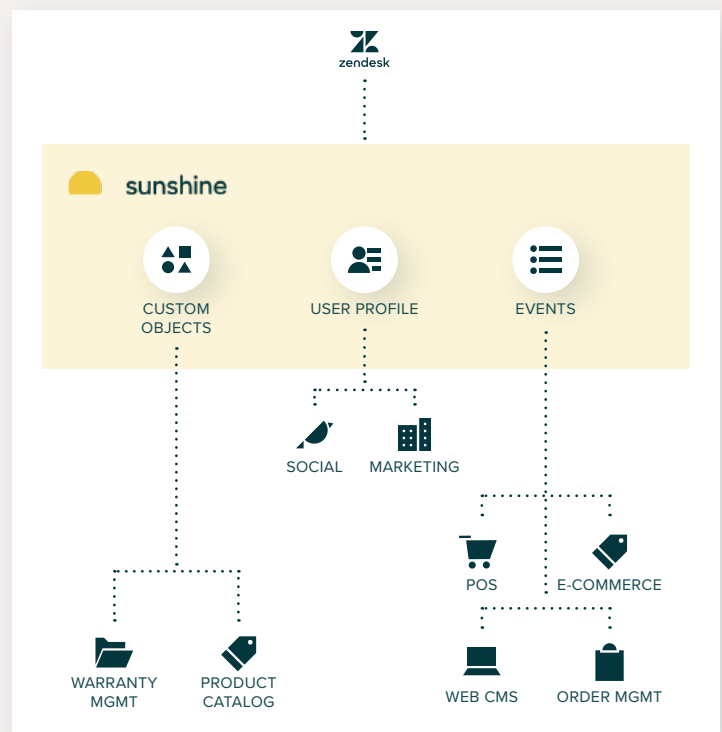 zendesk
sunshine
CUSTOM
OBJECTS
USER PROFILE
EVENTS
SOCIAL
MARKETING
POS
E-COMMERCE
WARRANTY
MGMT
PRODUCT
CATALOG
WEB CMS
ORDER MGMT